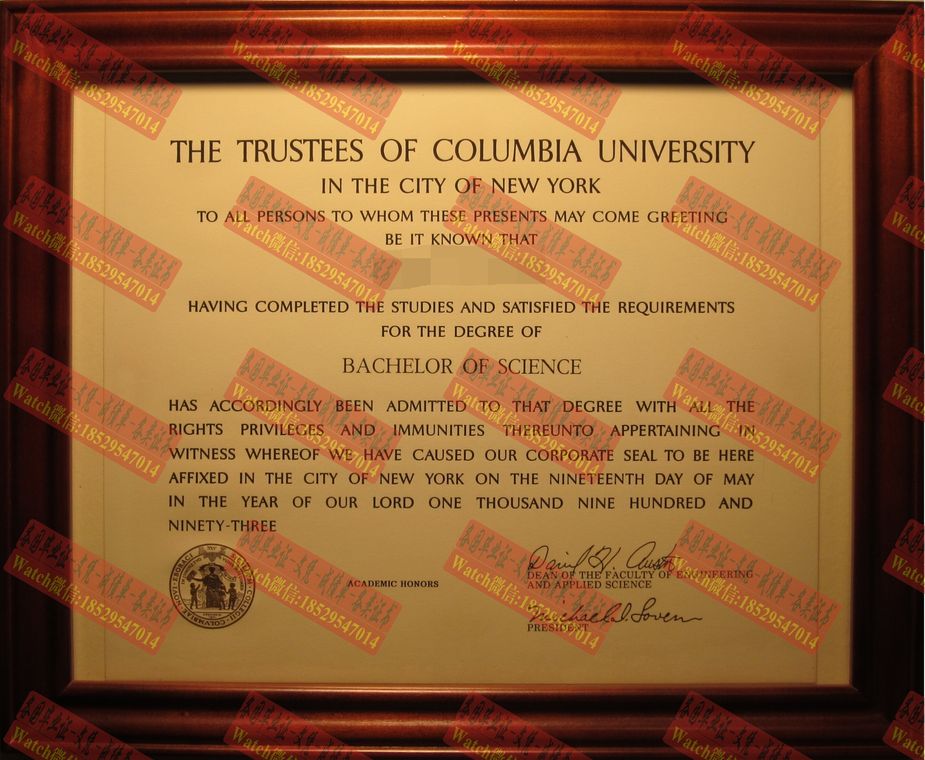 THE TRUSTEES OF COLUMBIA UNIVERSITY
IN THE CITY OF NEW YORK
TO ALL PERSONS TO WHOM THESE PRESENTS MAY COME GREETING
BE IT KNOWN THAT
HAVING COMPLETED THE STUDIES AND SATISFIED THE REQUIREMENTS
FOR THE DEGREE OF
BACHELOR OF SCIENCE
HAS ACCORDINGLY BEEN ADMITTED TO THAT DEGREE WITH ALL THE
RIGHTS PRIVILEGES AND IMMUNITIES THEREUNTO APPERTAINING IN
WITNESS WHEREOF WE HAVE CAUSED OUR CORPORATE SEAL TO BE HERE
AFFIXED IN THE CITY OF NEW YORK ON THE NINETEENTH DAY OF MAY
IN THE YEAR OF OUR LORD ONE THOUSAND NINE HUNDRED AND
NINETY-THREE
ACADEMIC HONORS
DEAN OF THE FACULTY OF ENGINEERING
AND APPLIED SCIENCE
Michael I. Sovern
PRESIDENT
Watch微信:18529547014